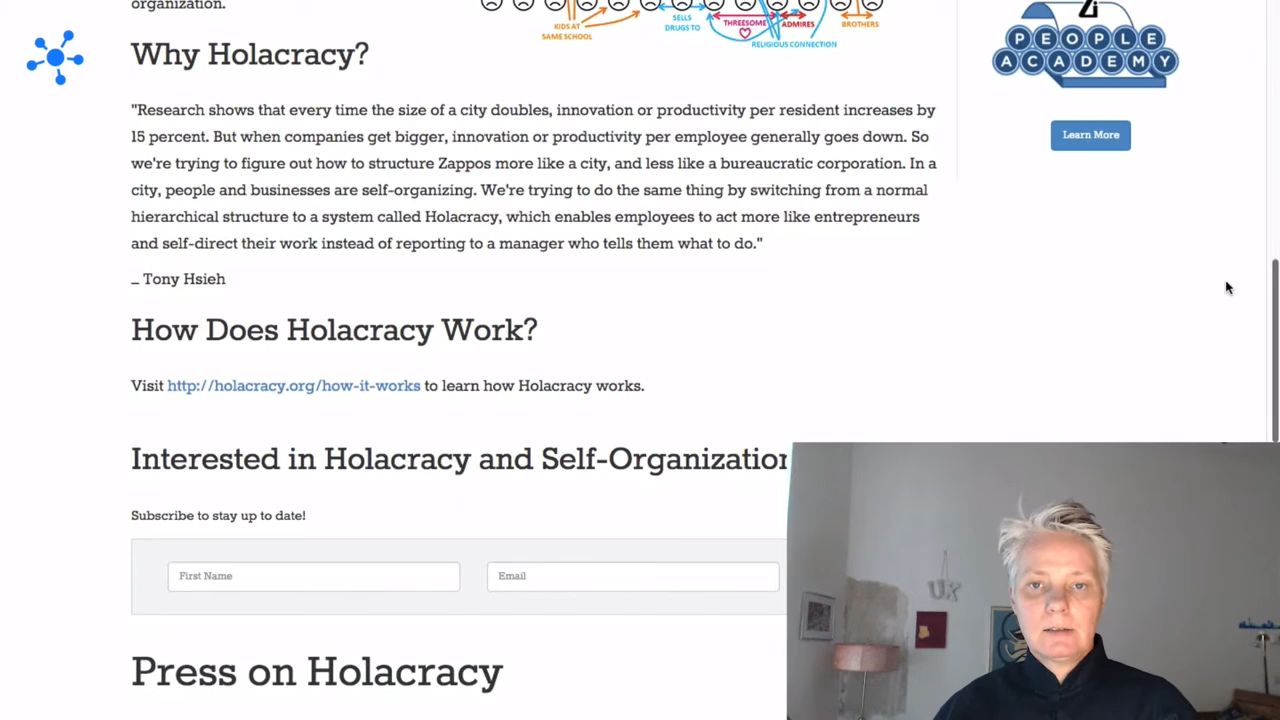 organization.
KIDS AT
SAME SCHOOL
SELLS
DRUGS TO
THREESOME
ADMIRES
BROTHERS
RELIGIOUS CONNECTION
Why Holacracy?
"Research shows that every time the size of a city doubles, innovation or productivity per resident increases by
15 percent. But when companies get bigger, innovation or productivity per employee generally goes down. So
we're trying to figure out how to structure Zappos more like a city, and less like a bureaucratic corporation. In a
city, people and businesses are self-organizing. We're trying to do the same thing by switching from a normal
hierarchical structure to a system called Holacracy, which enables employees to act more like entrepreneurs
and self-direct their work instead of reporting to a manager who tells them what to do."
_ Tony Hsieh
How Does Holacracy Work?
Visit http://holacracy.org/how-it-works to learn how Holacracy works.
Interested in Holacracy and Self-Organization
Subscribe to stay up to date!
First Name
Email
Press on Holacracy
PEOPLE
ACADEMY
Learn More
UX